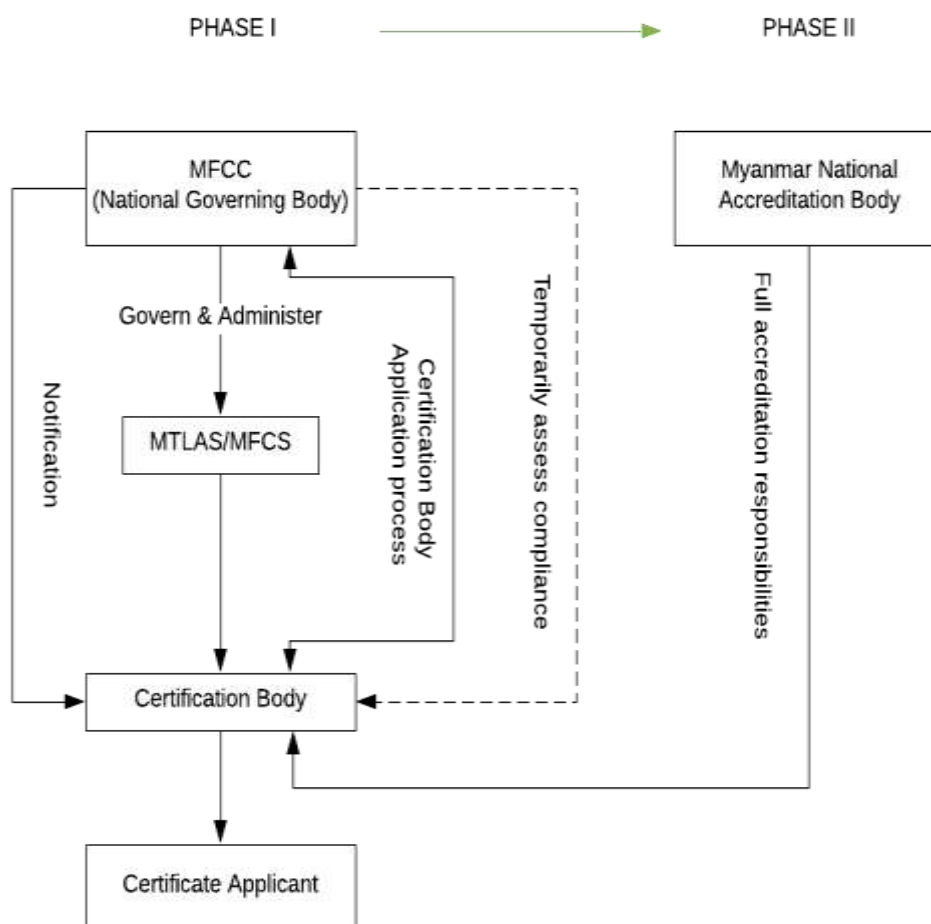 PHASE I
PHASE II
MFCC
(National Governing Body)
Myanmar National
Accreditation Body
Govern & Administer
Notification
MTLAS/MFCS
Certification Body
Application process
Temporarily assess compliance
Full accreditation responsibilities
Certification Body
Certificate Applicant